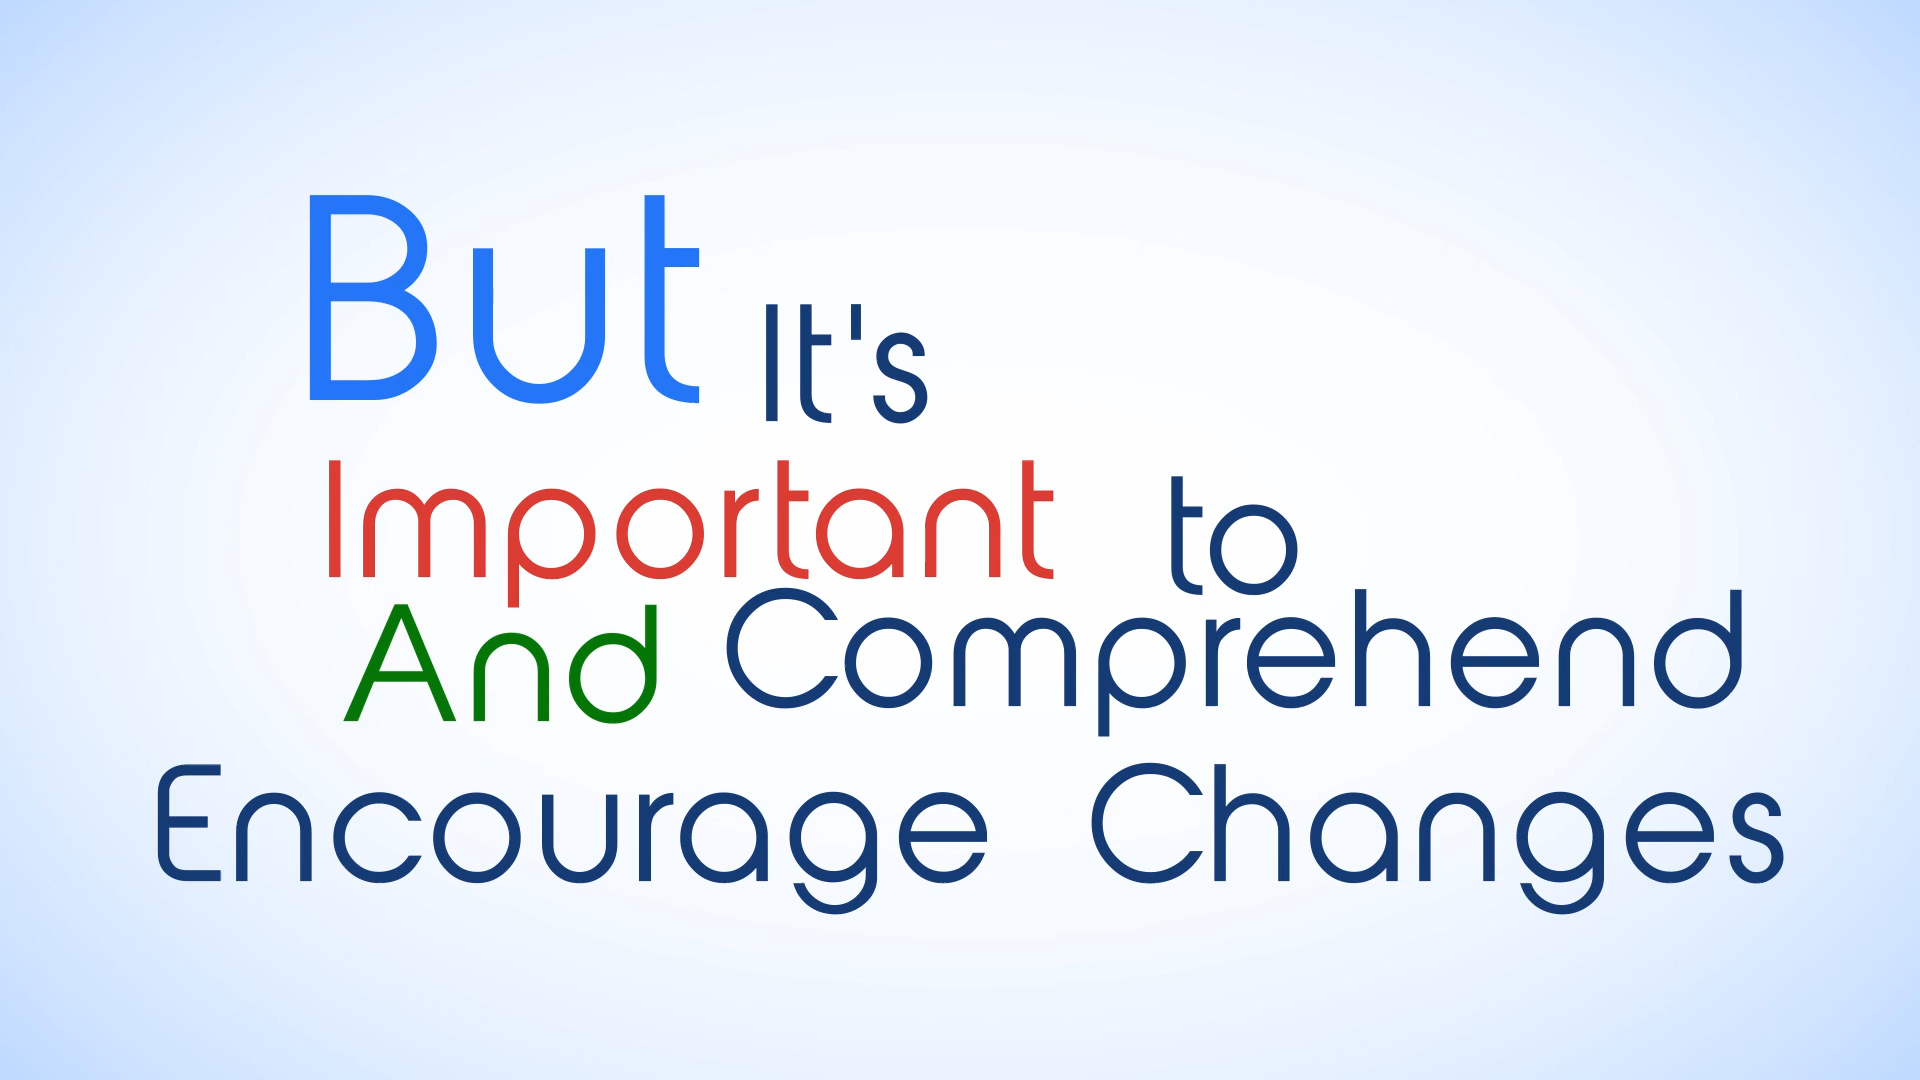 But It's
Important to
And Comprehend
Encourage Changes